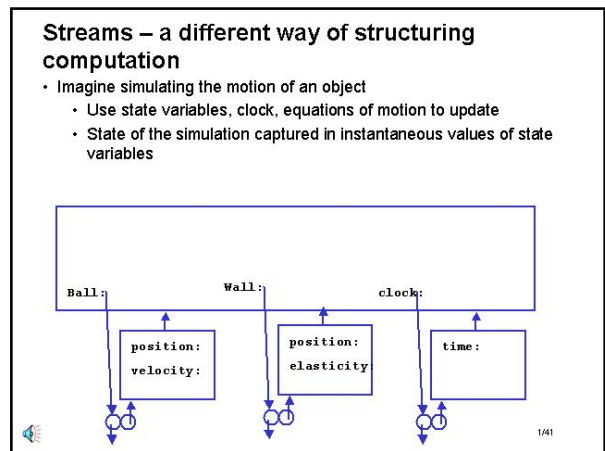 Streams – a different way of structuring
computation
• Imagine simulating the motion of an object
• Use state variables, clock, equations of motion to update
• State of the simulation captured in instantaneous values of state
variables
Ball:
Wall:
clock:
position:
velocity:
position:
elasticity:
time:
1/41